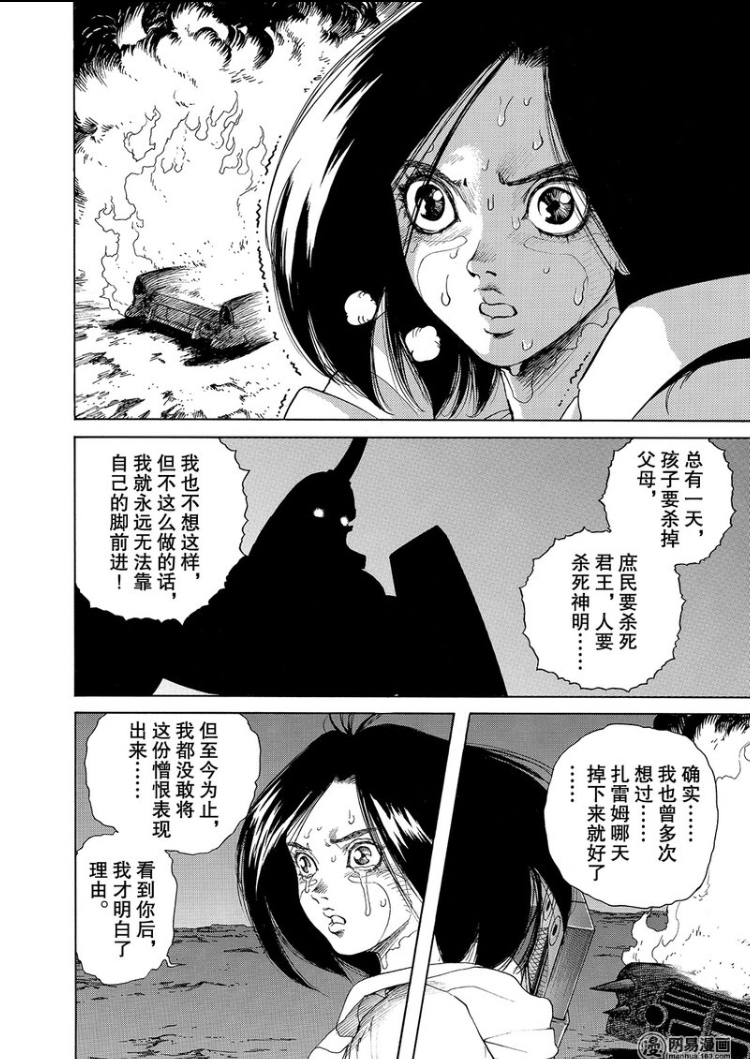 总有一天，
孩子要杀掉
父母，
庶民要杀死
君王，人要
杀死神明……
我也不想这样，
但不这么做的话，
我就永远无法靠
自己的脚前进！
确实……
我也曾多次
想过……
扎雷姆哪天
掉下来就好了
……
但至今为止，
我都没敢将
这份憎恨表现
出来……
看到你后，
我才明白了
理由。
网易漫画
manhua.163.com